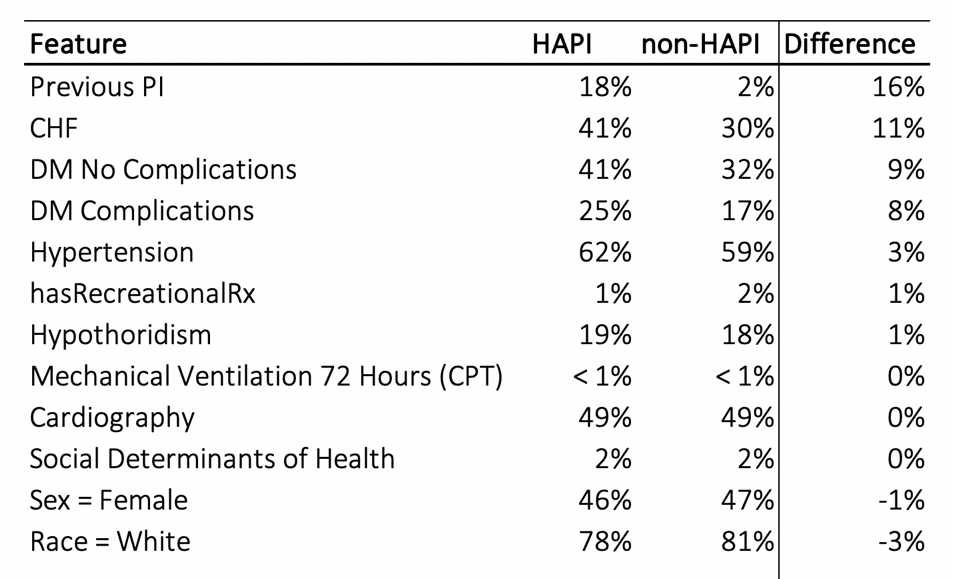 Feature HAPI non-HAPI Difference
Previous PI 18% 2% 16%
CHF 41% 30% 11%
DM No Complications 41% 32% 9%
DM Complications 25% 17% 8%
Hypertension 62% 59% 3%
hasRecreationalRx 1% 2% 1%
Hypothoridism 19% 18% 1%
Mechanical Ventilation 72 Hours (CPT) < 1% < 1% 0%
Cardiography 49% 49% 0%
Social Determinants of Health 2% 2% 0%
Sex = Female 46% 47% -1%
Race = White 78% 81% -3%